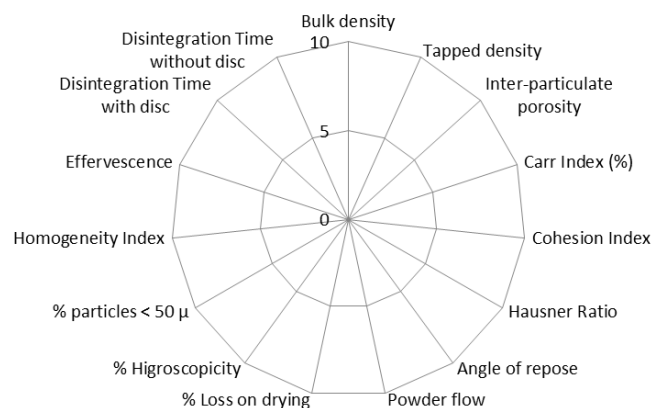 Bulk density
10
Tapped density
Inter-particulate
porosity
Carr Index (%)
Cohesion Index
Hausner Ratio
Angle of repose
Powder flow
% Loss on drying
% Higroscopicity
% particles < 50 µ
Homogeneity Index
Effervescence
Disintegration Time
with disc
Disintegration Time
without disc
5
0